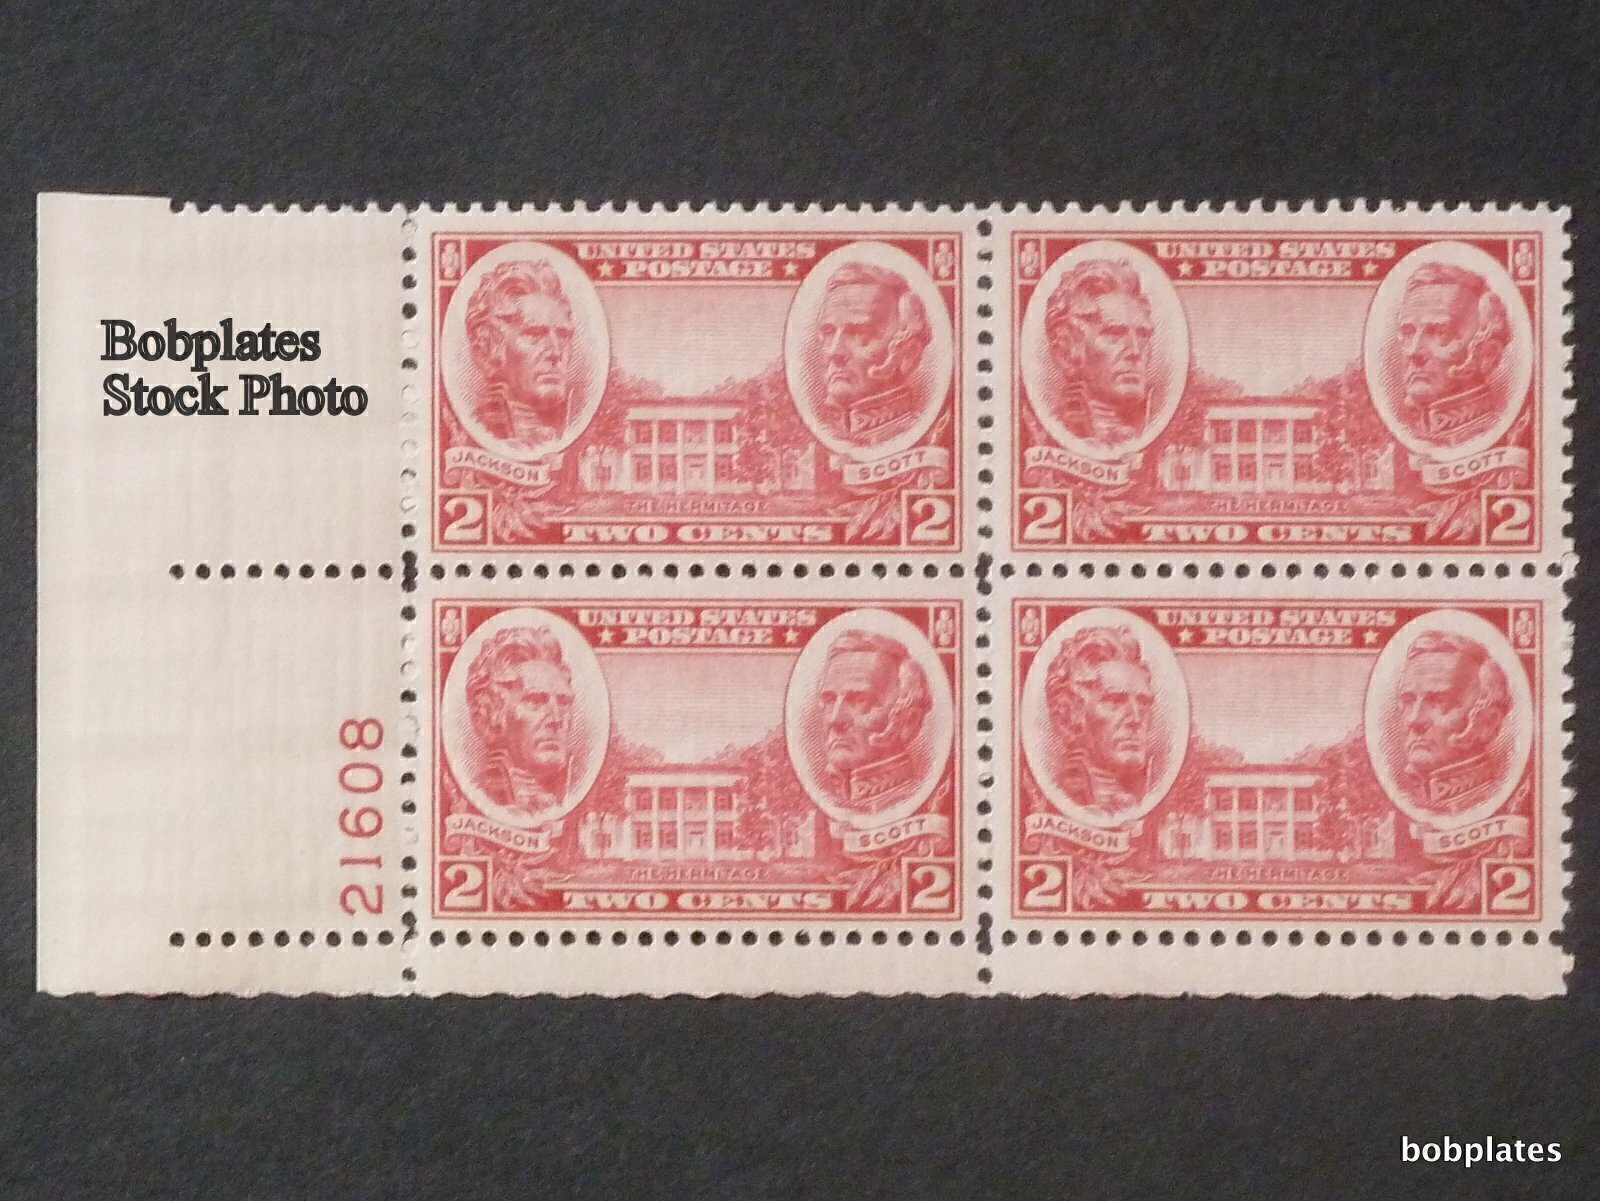 Bobplates
Stock Photo
UNITED STATES
★ POSTAGE ★
JACKSON
SCOTT
THE HERMITAGE
2 TWO CENTS 2
UNITED STATES
★ POSTAGE ★
JACKSON
SCOTT
THE HERMITAGE
2 TWO CENTS 2
21608
UNITED STATES
★ POSTAGE ★
JACKSON
SCOTT
THE HERMITAGE
2 TWO CENTS 2
UNITED STATES
★ POSTAGE ★
JACKSON
SCOTT
THE HERMITAGE
2 TWO CENTS 2
bobplates